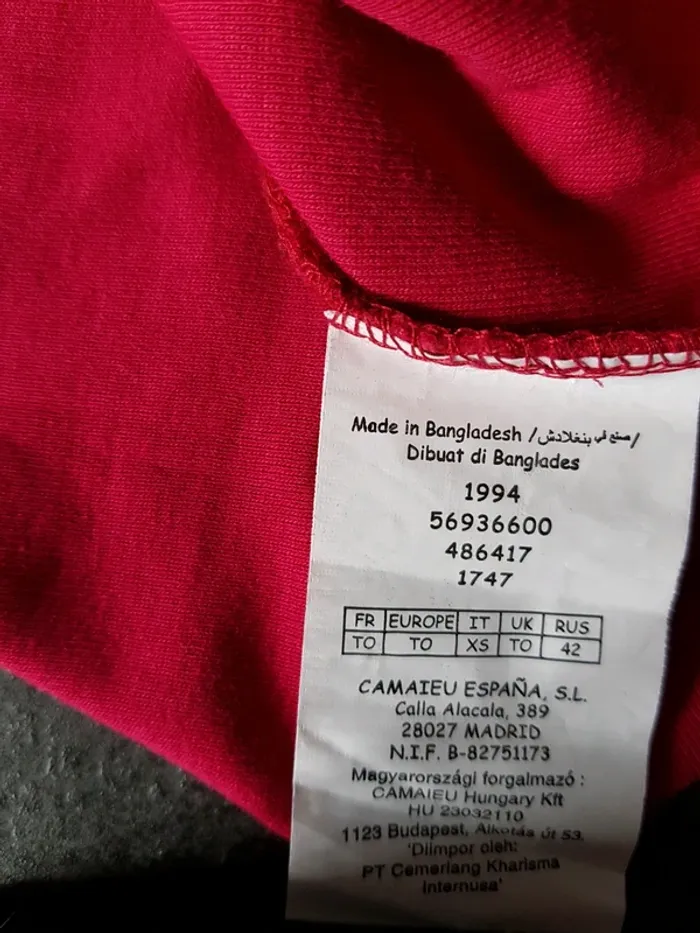 Made in Bangladesh /صنع في بنغلادش/
Dibuat di Banglades
1994
56936600
486417
1747
FR EUROPE IT UK RUS
TO TO XS TO 42
CAMAIEU ESPAÑA, S.L.
Calla Alacala, 389
28027 MADRID
N.I.F. B-82751173
Magyarországi forgalmazó :
CAMAIEU Hungary Kft
HU 23032110
1123 Budapest, Alkotás út 53.
'Diimpor oleh:
PT Cemerlang Kharisma
Internusa'